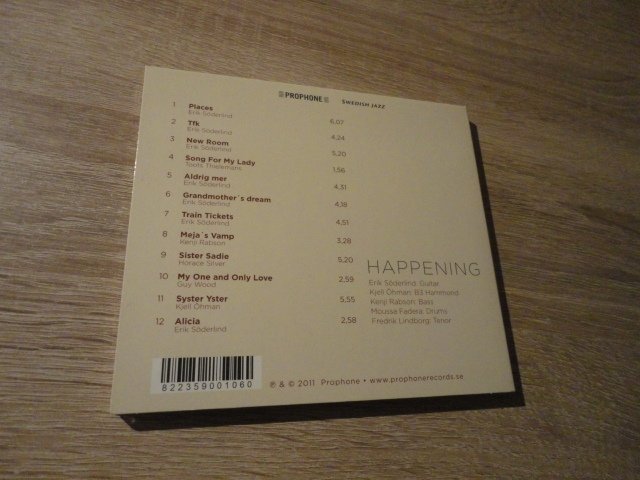 PROPHONE SWEDISH JAZZ
1 Places 6,07
Erik Söderlind
2 Tfk 4,24
Erik Söderlind
3 New Room 5,20
Erik Söderlind
4 Song For My Lady 1,56
Toots Thielemans
5 Aldrig mer 4,31
Erik Söderlind
6 Grandmother´s dream 4,18
Erik Söderlind
7 Train Tickets 4,51
Erik Söderlind
8 Meja´s Vamp 3,28
Kenji Rabson
9 Sister Sadie 5,20
Horace Silver
10 My One and Only Love 2,59
Guy Wood
11 Syster Yster 5,55
Kjell Öhman
12 Alicia 2,58
Erik Söderlind
HAPPENING
Erik Söderlind: Guitar
Kjell Öhman: B3 Hammond
Kenji Rabson: Bass
Moussa Fadera: Drums
Fredrik Lindborg: Tenor
822359001060
℗ & © 2011 Prophone • www.prophonerecords.se